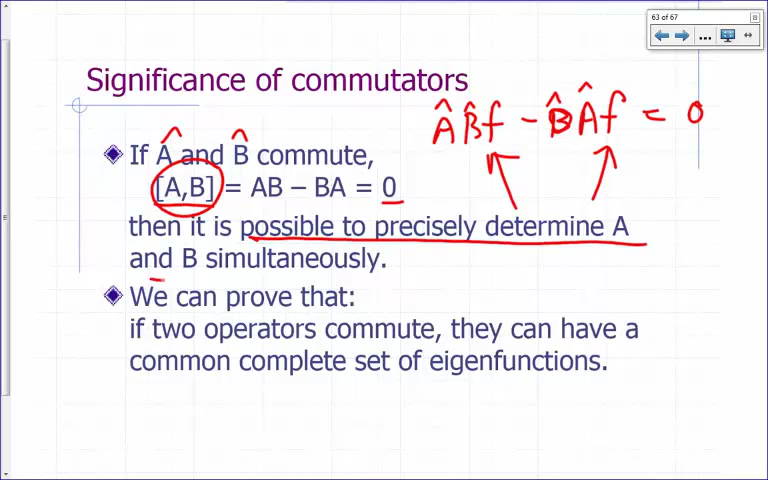 63 of 67
Significance of commutators
Â B̂f - B̂ Âf = 0
If Â and B̂ commute,
[A,B] = AB – BA = 0
then it is possible to precisely determine A
and B simultaneously.
We can prove that:
if two operators commute, they can have a
common complete set of eigenfunctions.